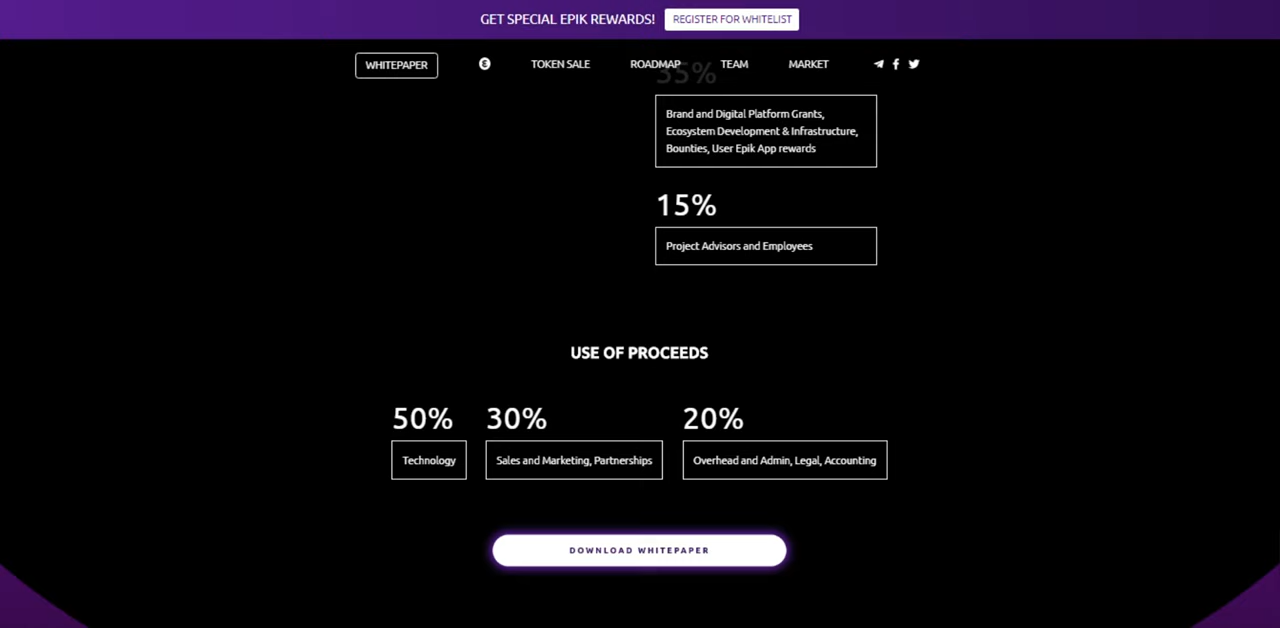 GET SPECIAL EPIK REWARDS! REGISTER FOR WHITELIST
WHITEPAPER TOKEN SALE ROADMAP TEAM MARKET
35%
Brand and Digital Platform Grants,
Ecosystem Development & Infrastructure,
Bounties, User Epik App rewards
15%
Project Advisors and Employees
USE OF PROCEEDS
50% 30% 20%
Technology Sales and Marketing, Partnerships Overhead and Admin, Legal, Accounting
DOWNLOAD WHITEPAPER